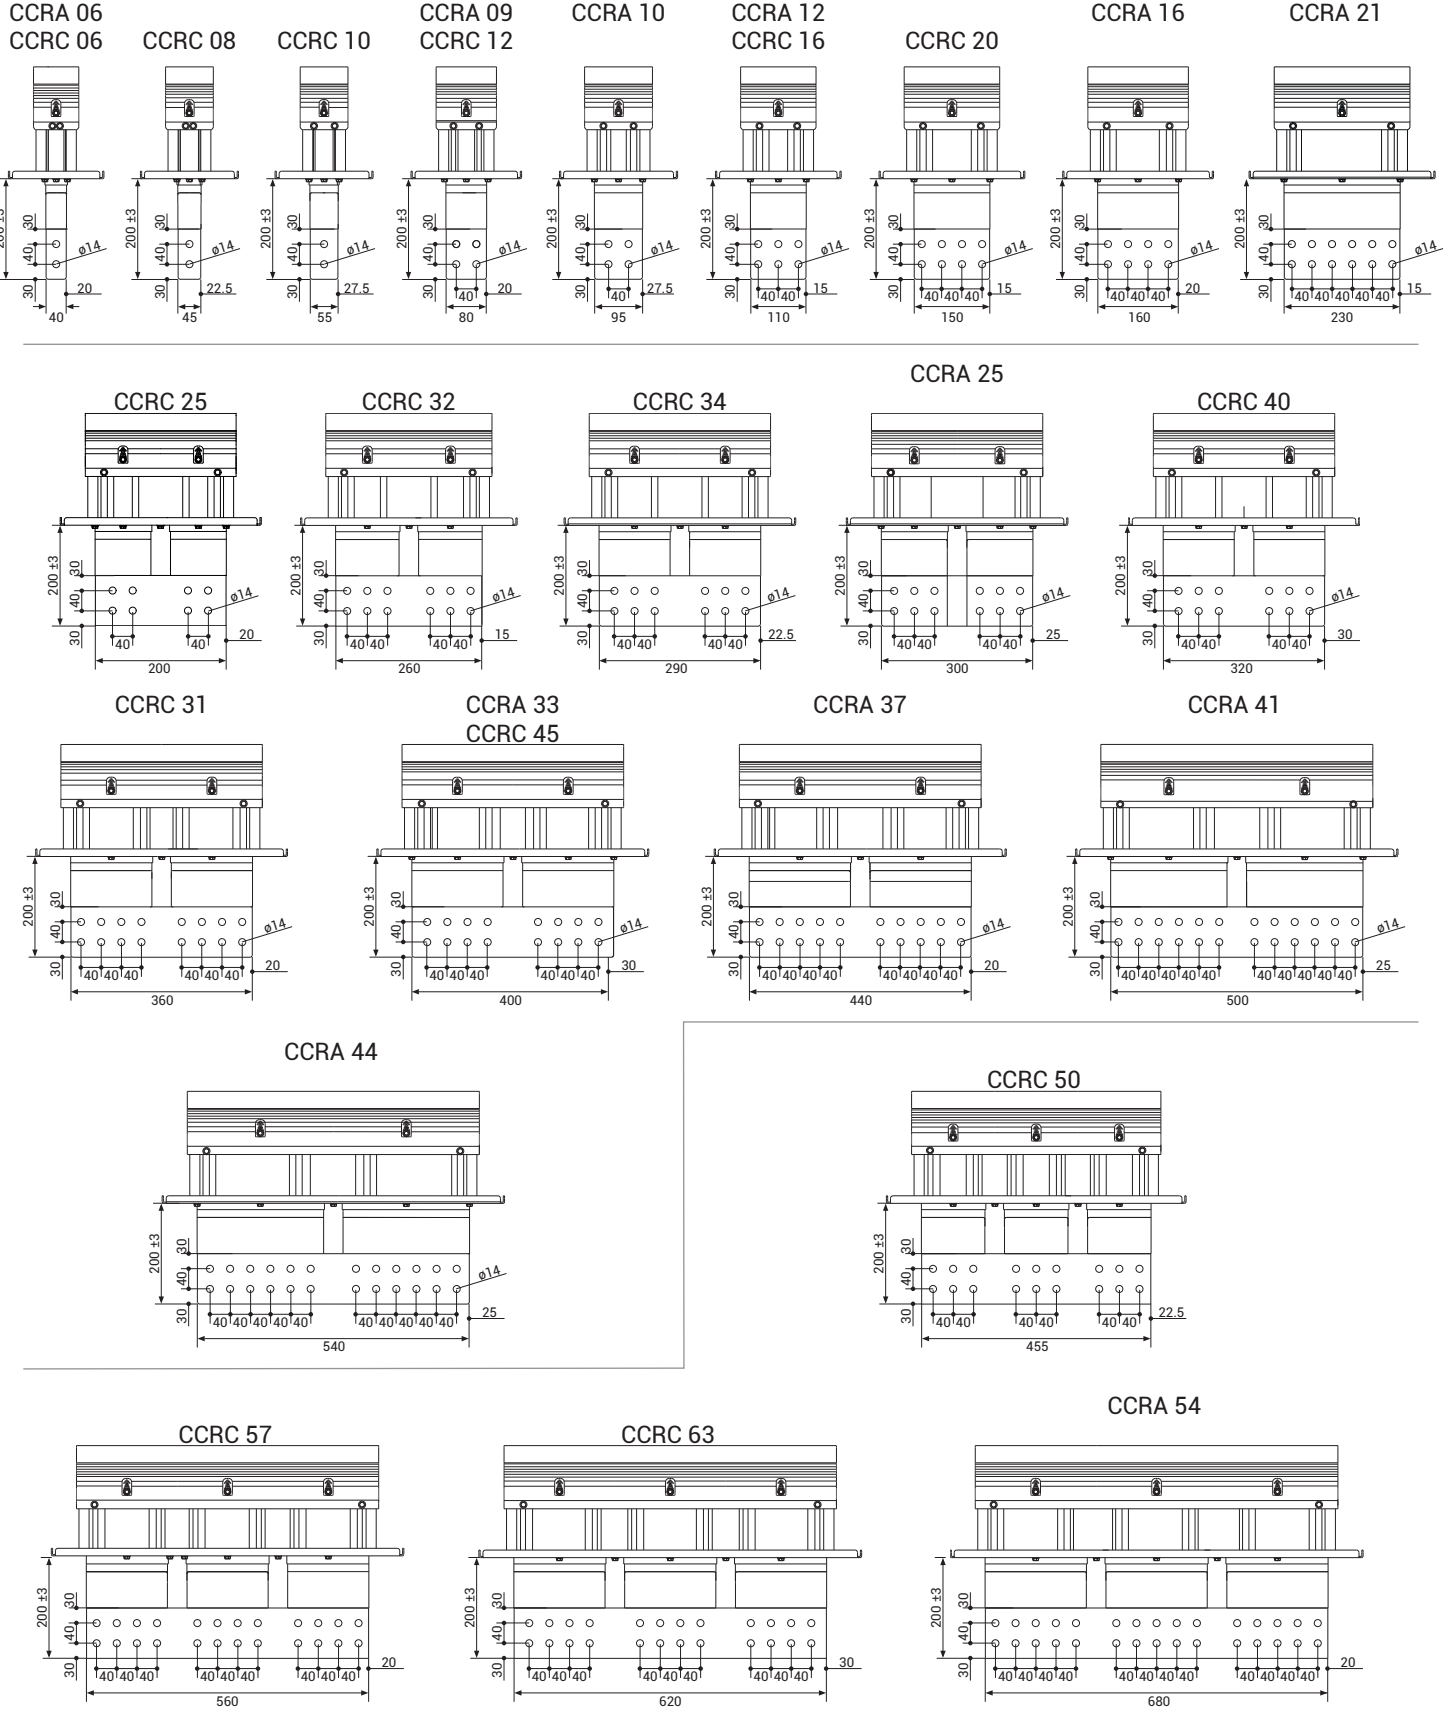 CCRA 06
CCRC 06
CCRC 08
CCRC 10
CCRA 09
CCRC 12
CCRA 10
CCRA 12
CCRC 16
CCRC 20
CCRA 16
CCRA 21
200 ±3 30 40 30 ø14 20
40
200 ±3 30 40 30 ø14 22.5
45
200 ±3 30 40 30 ø14 27.5
55
200 ±3 30 40 30 ø14 40 20
80
200 ±3 30 40 30 ø14 40 27.5
95
200 ±3 30 40 30 ø14 40 40 15
110
200 ±3 30 40 30 ø14 40 40 40 15
150
200 ±3 30 40 30 ø14 40 40 40 20
160
200 ±3 30 40 30 ø14 40 40 40 40 40 15
230
CCRC 25
CCRC 32
CCRC 34
CCRA 25
CCRC 40
200 ±3 30 40 30 ø14 40 40 20
200
200 ±3 30 40 30 ø14 40 40 40 40 15
260
200 ±3 30 40 30 ø14 40 40 40 40 22.5
290
200 ±3 30 40 30 ø14 40 40 40 40 25
300
200 ±3 30 40 30 ø14 40 40 40 40 30
320
CCRC 31
CCRA 33
CCRC 45
CCRA 37
CCRA 41
200 ±3 30 40 30 ø14 40 40 40 40 40 40 20
360
200 ±3 30 40 30 ø14 40 40 40 40 40 40 30
400
200 ±3 30 40 30 ø14 40 40 40 40 40 40 40 40 20
440
200 ±3 30 40 30 ø14 40 40 40 40 40 40 40 40 40 25
500
CCRA 44
CCRC 50
200 ±3 30 40 30 ø14 40 40 40 40 40 40 40 40 40 40 25
540
200 ±3 30 40 30 40 40 40 40 40 40 22.5
455
CCRC 57
CCRC 63
CCRA 54
200 ±3 30 40 30 40 40 40 40 40 40 40 40 40 20
560
200 ±3 30 40 30 40 40 40 40 40 40 40 40 40 30
620
200 ±3 30 40 30 40 40 40 40 40 40 40 40 40 40 40 20
680